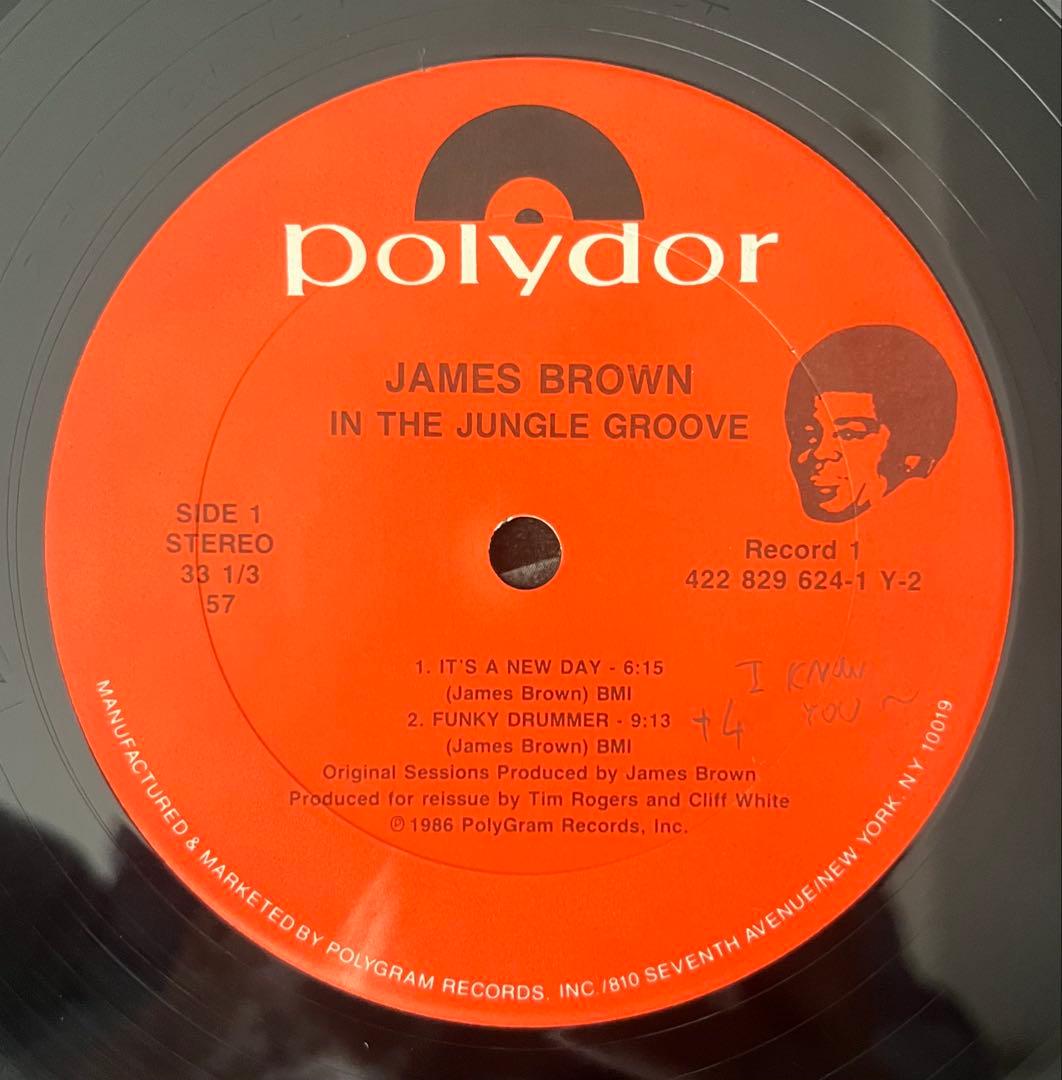 polydor
JAMES BROWN
IN THE JUNGLE GROOVE
SIDE 1
STEREO
33 1/3
57
Record 1
422 829 624-1 Y-2
1. IT'S A NEW DAY - 6:15
(James Brown) BMI
2. FUNKY DRUMMER - 9:13
(James Brown) BMI
Original Sessions Produced by James Brown
Produced for reissue by Tim Rogers and Cliff White
℗ 1986 PolyGram Records, Inc.
I KNOW
YOU ~
+4
MANUFACTURED & MARKETED BY POLYGRAM RECORDS, INC./810 SEVENTH AVENUE/NEW YORK, N.Y 10019